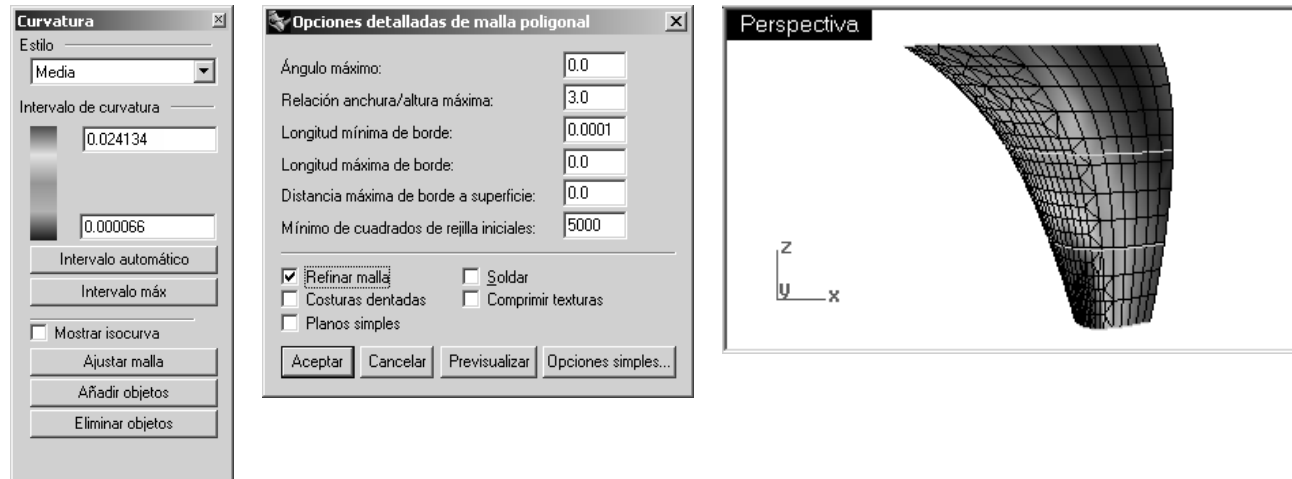 Curvatura
Estilo
Media
Intervalo de curvatura
0.024134
0.000066
Intervalo automático
Intervalo máx
Mostrar isocurva
Ajustar malla
Añadir objetos
Eliminar objetos
Opciones detalladas de malla poligonal
Ángulo máximo: 0.0
Relación anchura/altura máxima: 3.0
Longitud mínima de borde: 0.0001
Longitud máxima de borde: 0.0
Distancia máxima de borde a superficie: 0.0
Mínimo de cuadrados de rejilla iniciales: 5000
Refinar malla Soldar
Costuras dentadas Comprimir texturas
Planos simples
Aceptar Cancelar Previsualizar Opciones simples...
Perspectiva
z
y x